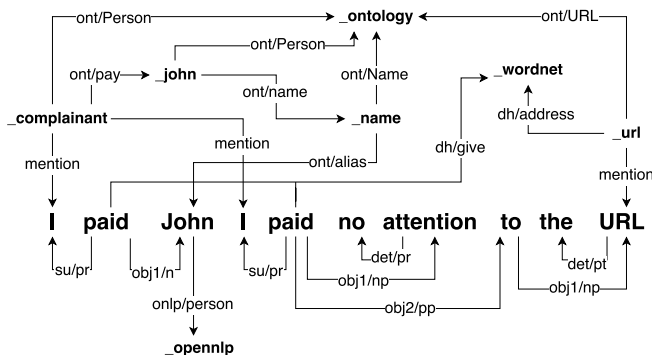 ont/Person _ontology ont/URL
ont/Person
ont/pay _john ont/Name _wordnet
ont/name dh/address
_complainant _name _url
mention mention ont/alias dh/give mention
I paid John I paid no attention to the URL
su/pr obj1/n su/pr det/pr det/pt
obj1/np obj1/np
onlp/person obj2/pp
_opennlp